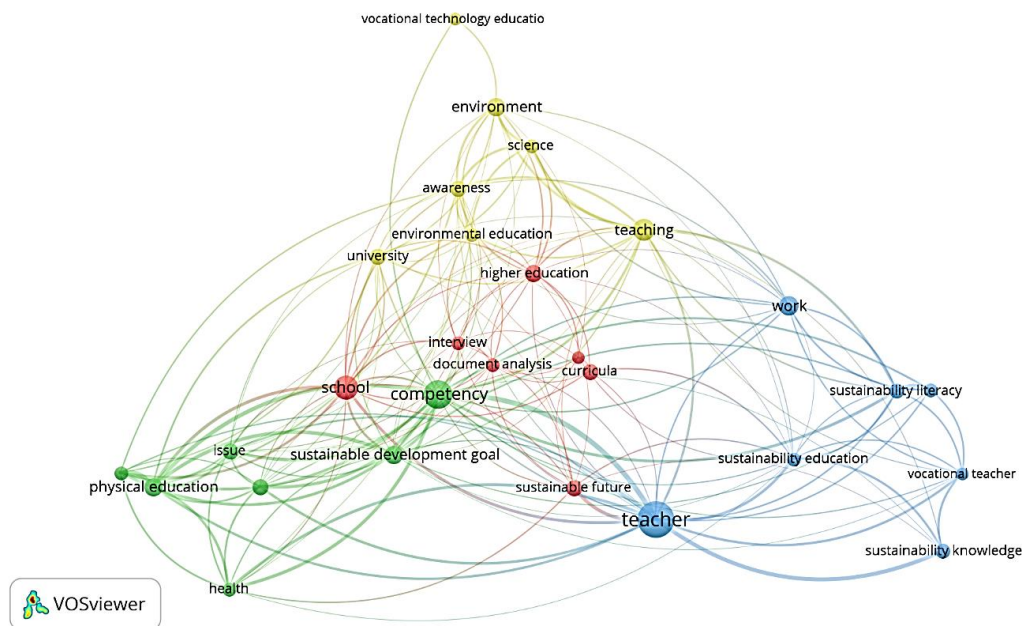 vocational technology educatio
environment
science
awareness
environmental education
teaching
university
higher education
work
interview
document analysis
curricula
school
competency
sustainability literacy
issue
sustainable development goal
sustainability education
vocational teacher
physical education
sustainable future
teacher
sustainability knowledge
health
VOSviewer